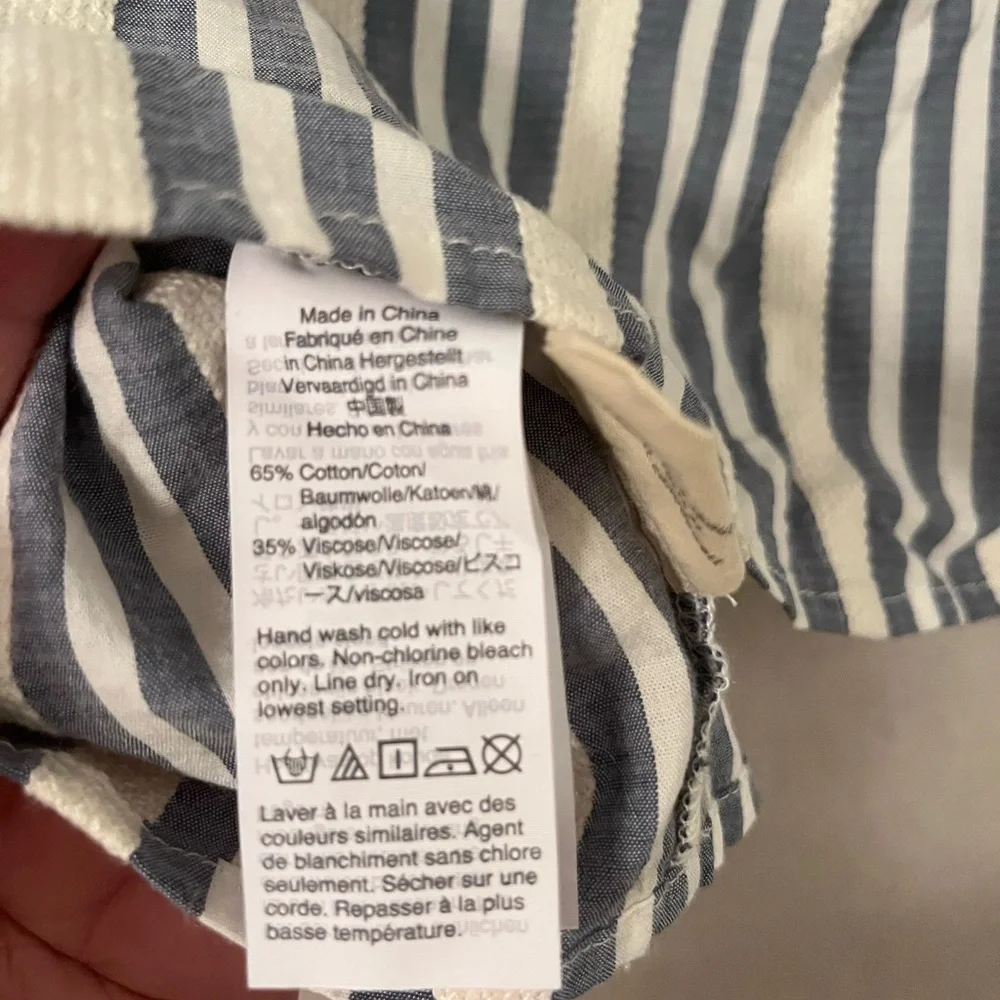 Made in China
Fabriqué en Chine
in China Hergestellt
Vervaardigd in China
中国製
Hecho en China
65% Cotton/Coton/
Baumwolle/Katoen/綿/
algodón
35% Viscose/Viscose/
Viskose/Viscose/ビスコ
ース/viscosa
Hand wash cold with like
colors. Non-chlorine bleach
only. Line dry. Iron on
lowest setting.
Laver à la main avec des
couleurs similaires. Agent
de blanchiment sans chlore
seulement. Sécher sur une
corde. Repasser à la plus
basse température.